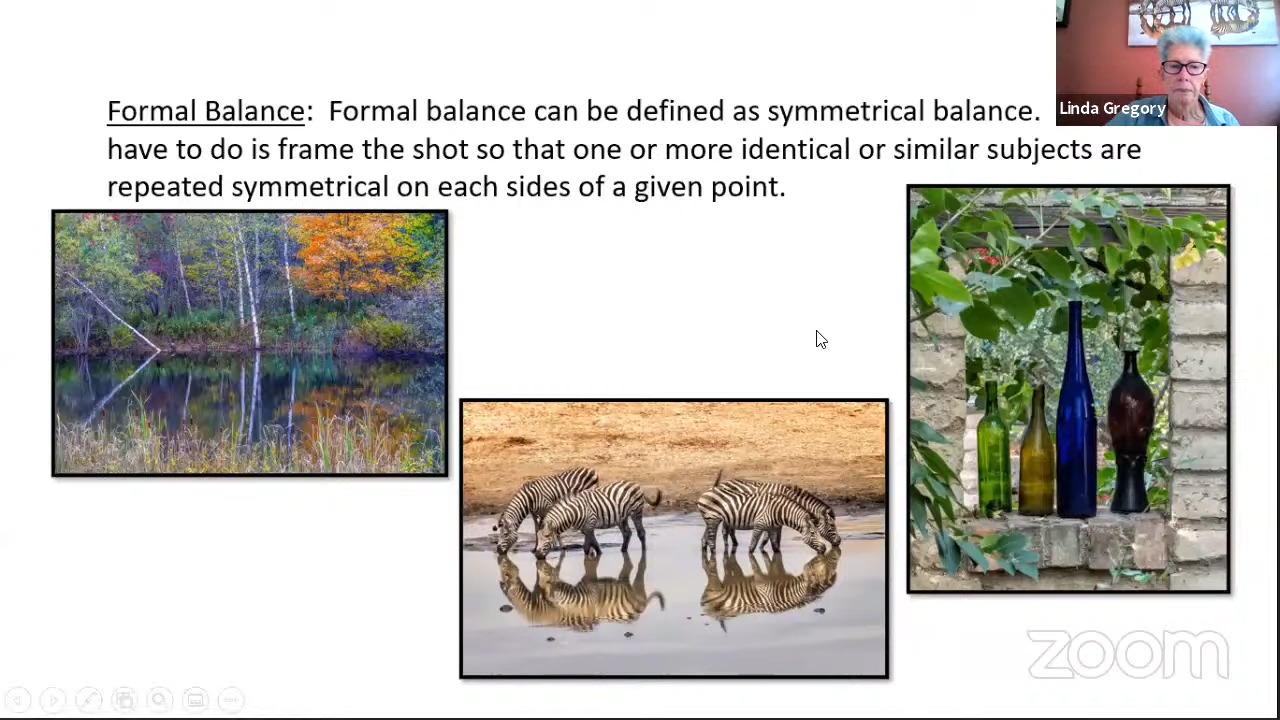 Formal Balance:  Formal balance can be defined as symmetrical balance.
have to do is frame the shot so that one or more identical or similar subjects are
repeated symmetrical on each sides of a given point.
Linda Gregory
zoom